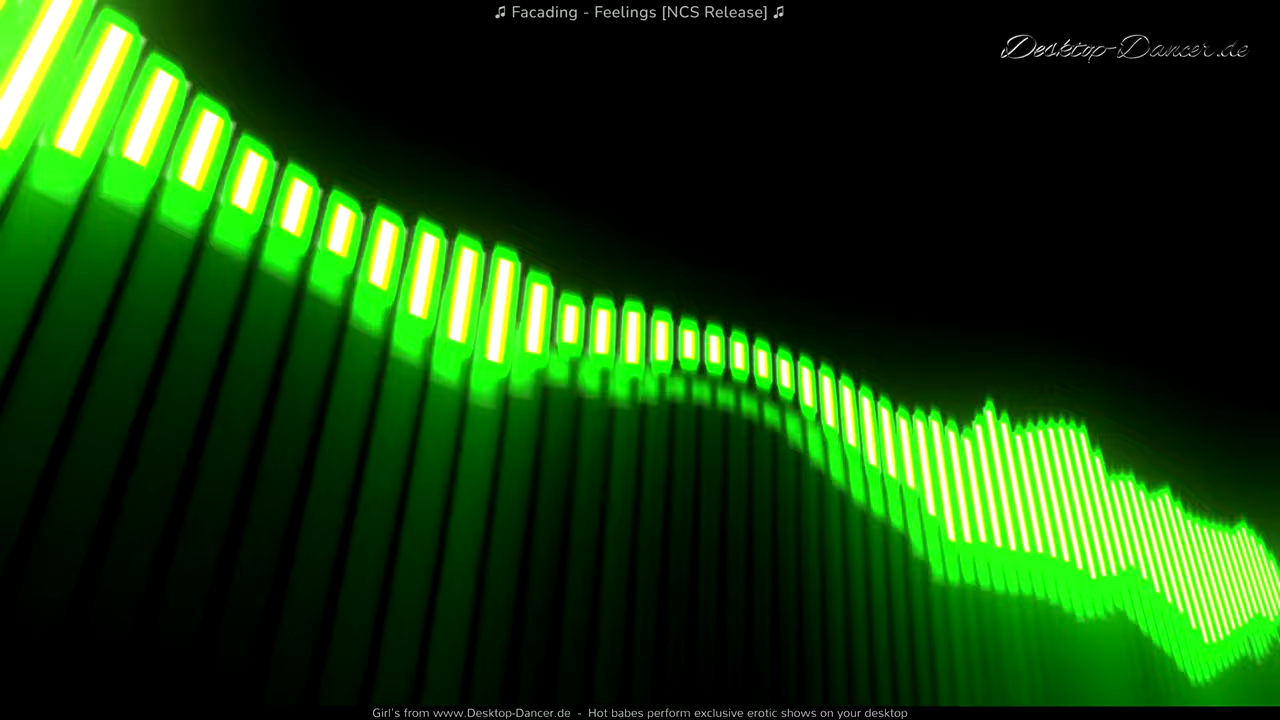 ♫ Facading - Feelings [NCS Release] ♫
Desktop-Dancer.de
Girl's from www.Desktop-Dancer.de - Hot babes perform exclusive erotic shows on your desktop